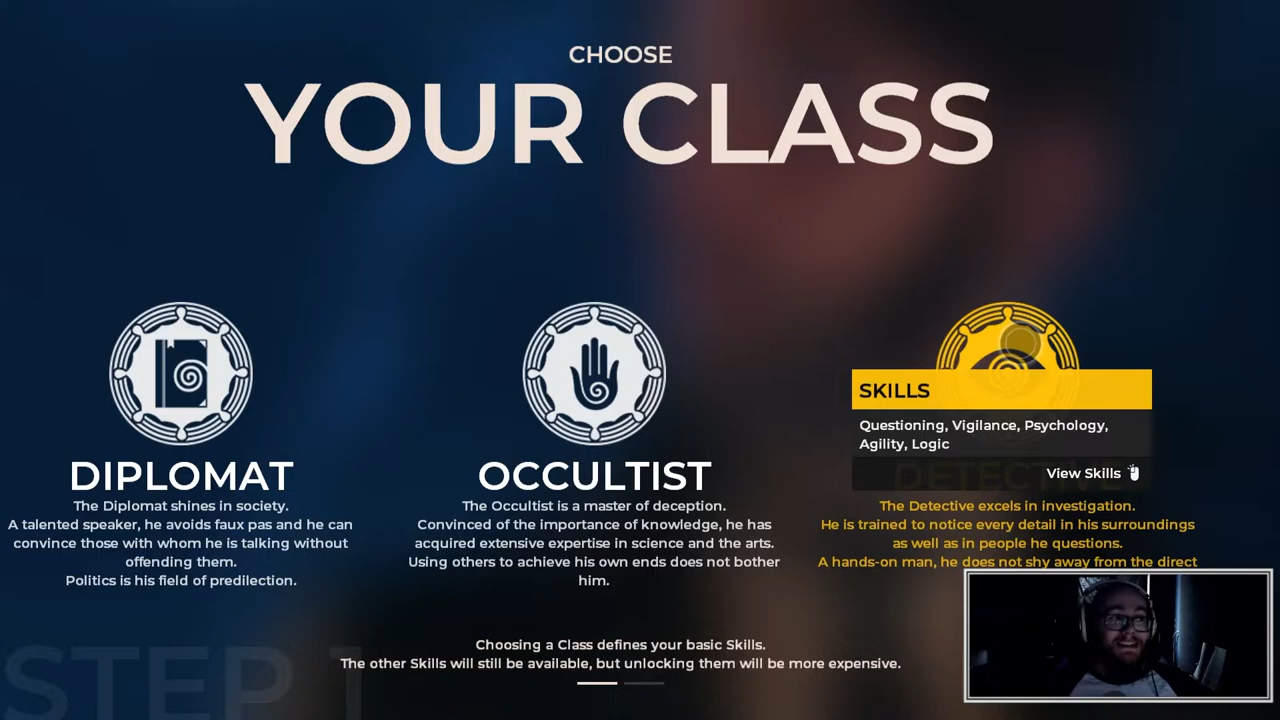 CHOOSE
YOUR CLASS
SKILLS
Questioning, Vigilance, Psychology,
Agility, Logic
View Skills
DIPLOMAT
The Diplomat shines in society.
A talented speaker, he avoids faux pas and he can
convince those with whom he is talking without
offending them.
Politics is his field of predilection.
OCCULTIST
The Occultist is a master of deception.
Convinced of the importance of knowledge, he has
acquired extensive expertise in science and the arts.
Using others to achieve his own ends does not bother
him.
DETECTIVE
The Detective excels in investigation.
He is trained to notice every detail in his surroundings
as well as in people he questions.
A hands-on man, he does not shy away from the direct
Choosing a Class defines your basic Skills.
The other Skills will still be available, but unlocking them will be more expensive.
STEP 1